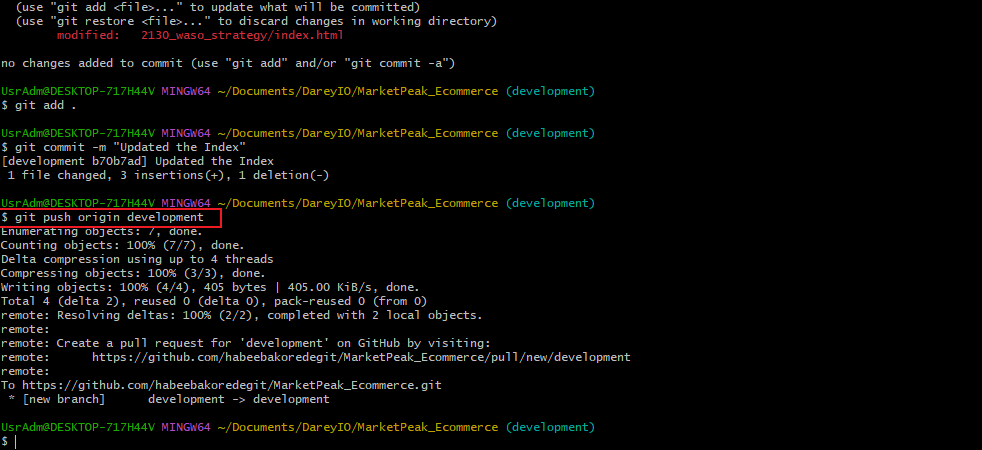 (use "git add <file>..." to update what will be committed)
(use "git restore <file>..." to discard changes in working directory)
modified:   2130_waso_strategy/index.html
no changes added to commit (use "git add" and/or "git commit -a")
UsrAdm@DESKTOP-717H44V MINGW64 ~/Documents/DareyIO/MarketPeak_Ecommerce (development)
$ git add .
UsrAdm@DESKTOP-717H44V MINGW64 ~/Documents/DareyIO/MarketPeak_Ecommerce (development)
$ git commit -m "Updated the Index"
[development b70b7ad] Updated the Index
1 file changed, 3 insertions(+), 1 deletion(-)
UsrAdm@DESKTOP-717H44V MINGW64 ~/Documents/DareyIO/MarketPeak_Ecommerce (development)
$ git push origin development
Enumerating objects: 7, done.
Counting objects: 100% (7/7), done.
Delta compression using up to 4 threads
Compressing objects: 100% (3/3), done.
Writing objects: 100% (4/4), 405 bytes | 405.00 KiB/s, done.
Total 4 (delta 2), reused 0 (delta 0), pack-reused 0 (from 0)
remote: Resolving deltas: 100% (2/2), completed with 2 local objects.
remote:
remote: Create a pull request for 'development' on GitHub by visiting:
remote:      https://github.com/habeebakoredegit/MarketPeak_Ecommerce/pull/new/development
remote:
To https://github.com/habeebakoredegit/MarketPeak_Ecommerce.git
* [new branch]      development -> development
UsrAdm@DESKTOP-717H44V MINGW64 ~/Documents/DareyIO/MarketPeak_Ecommerce (development)
$